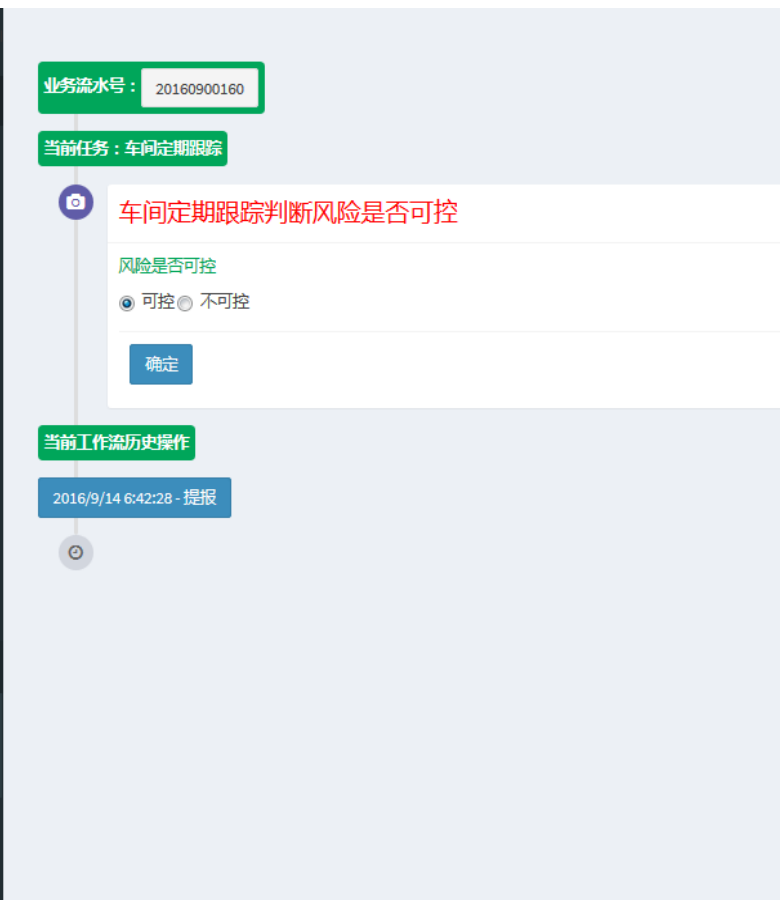 业务流水号： 20160900160
当前任务：车间定期跟踪
车间定期跟踪判断风险是否可控
风险是否可控
可控 不可控
确定
当前工作流历史操作
2016/9/14 6:42:28 - 提报